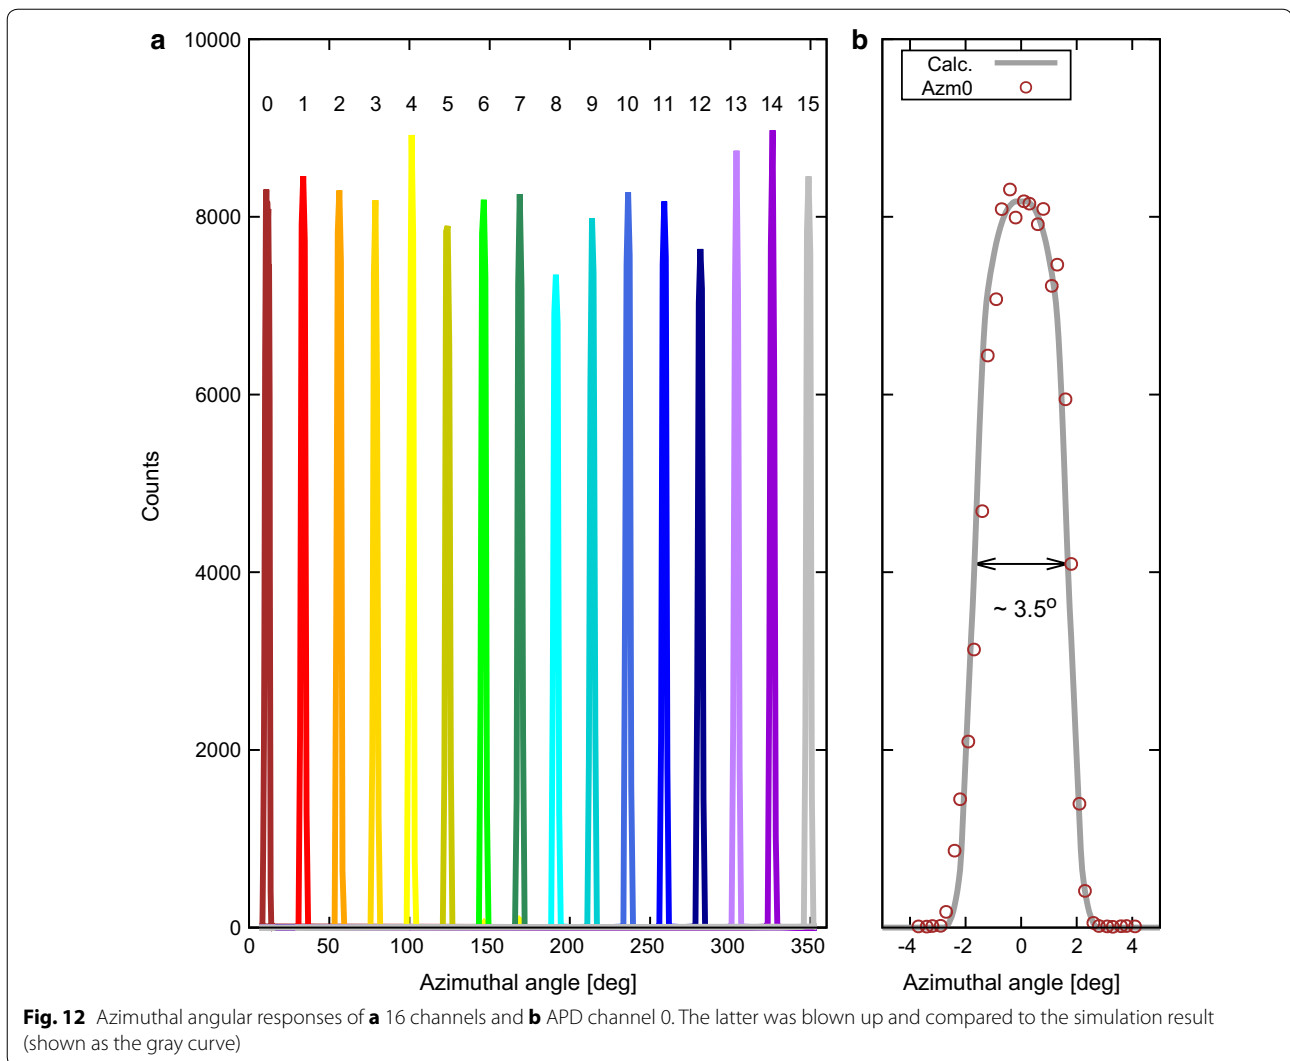 a
b
10000
8000
6000
4000
2000
0
0 1 2 3 4 5 6 7 8 9 10 11 12 13 14 15
Counts
0 50 100 150 200 250 300 350
Azimuthal angle [deg]
Calc.
Azm0
~ 3.5º
-4 -2 0 2 4
Azimuthal angle [deg]
Fig. 12 Azimuthal angular responses of a 16 channels and b APD channel 0. The latter was blown up and compared to the simulation result
(shown as the gray curve)